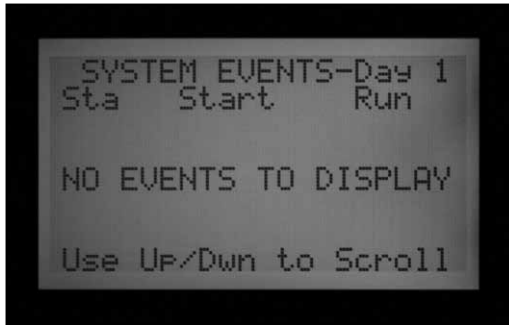 SYSTEM EVENTS-Day 1
Sta Start Run
NO EVENTS TO DISPLAY
Use Up/Dwn to Scroll